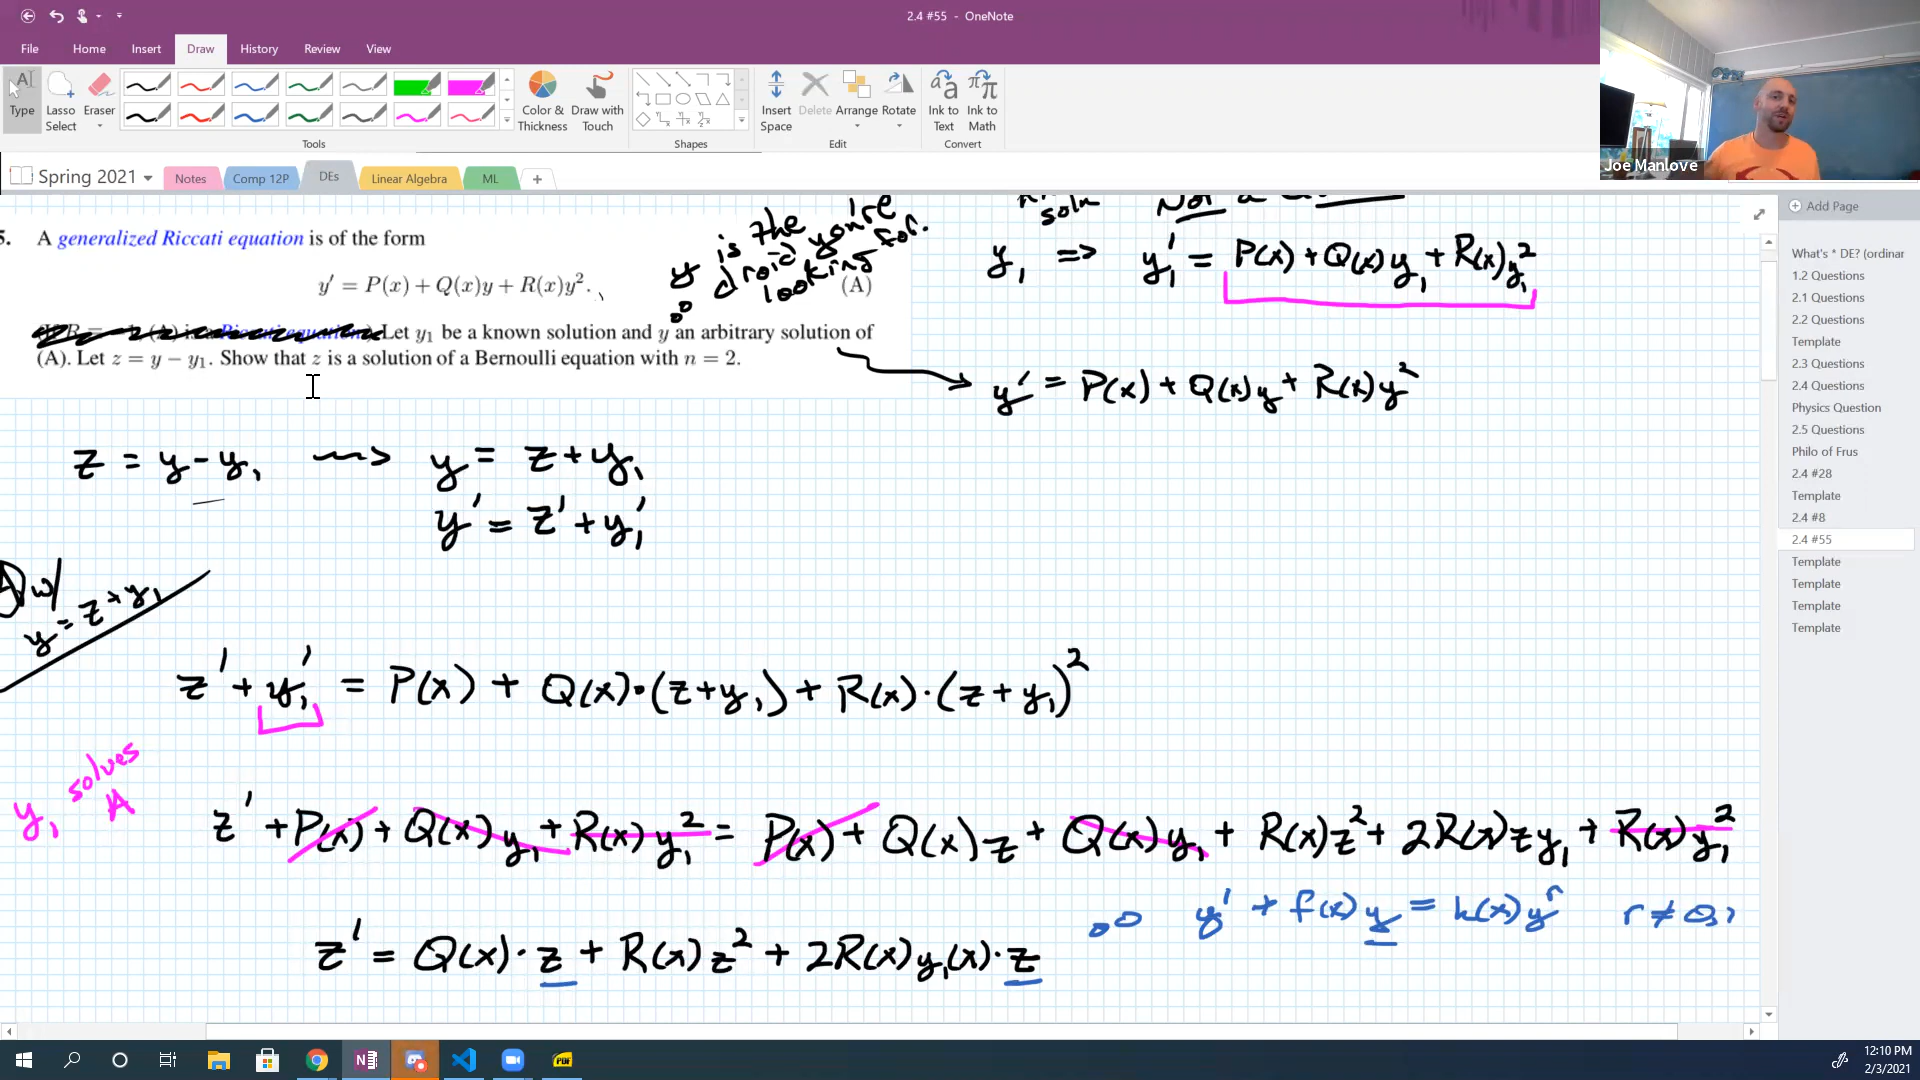 2.4 #55 - OneNote
File Home Insert Draw History Review View
Type Lasso Select Eraser Color & Thickness Draw with Touch Insert Space Delete Arrange Rotate Ink to Text Ink to Math
Tools Shapes Edit Convert
Joe Manlove
Spring 2021 Notes Comp 12P DEs Linear Algebra ML +
Add Page
What's * DE? (ordinar
1.2 Questions
2.1 Questions
2.2 Questions
Template
2.3 Questions
2.4 Questions
Physics Question
2.5 Questions
Philo of Frus
2.4 #28
Template
2.4 #8
2.4 #55
Template
Template
Template
Template
5. A generalized Riccati equation is of the form
y′ = P(x) + Q(x)y + R(x)y². (A)
Let y₁ be a known solution and y an arbitrary solution of
(A). Let z = y − y₁. Show that z is a solution of a Bernoulli equation with n = 2.
y is the droid you're looking for.
soln Not a
y₁ ⇒ y₁′ = P(x) + Q(x)y₁ + R(x)y₁²
y′ = P(x) + Q(x)y + R(x)y²
z = y − y₁ ⇝ y = z + y₁
y′ = z′ + y₁′
w/ y = z + y₁
z′ + y₁′ = P(x) + Q(x)·(z+y₁) + R(x)·(z+y₁)²
y₁ solves A
z′ + P(x) + Q(x)y₁ + R(x)y₁² = P(x) + Q(x)z + Q(x)y₁ + R(x)z² + 2R(x)zy₁ + R(x)y₁²
y′ + f(x)y = k(x)yʳ r ≠ 0,1
z′ = Q(x)·z + R(x)z² + 2R(x)y₁(x)·z
12:10 PM
2/3/2021